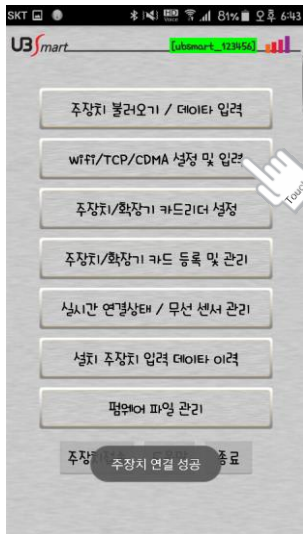 SKT 81% 오후 6:43
UBSmart [ubsmart_123456]
주장치 불러오기 / 데이타 입력
wifi/TCP/CDMA 설정 및 입력
Touch
주장치/확장기 카드리더 설정
주장치/확장기 카드 등록 및 관리
실시간 연결상태 / 무선 센서 관리
설치 주장치 입력 데이타 이력
펌웨어 파일 관리
종료
주장치 연결 성공